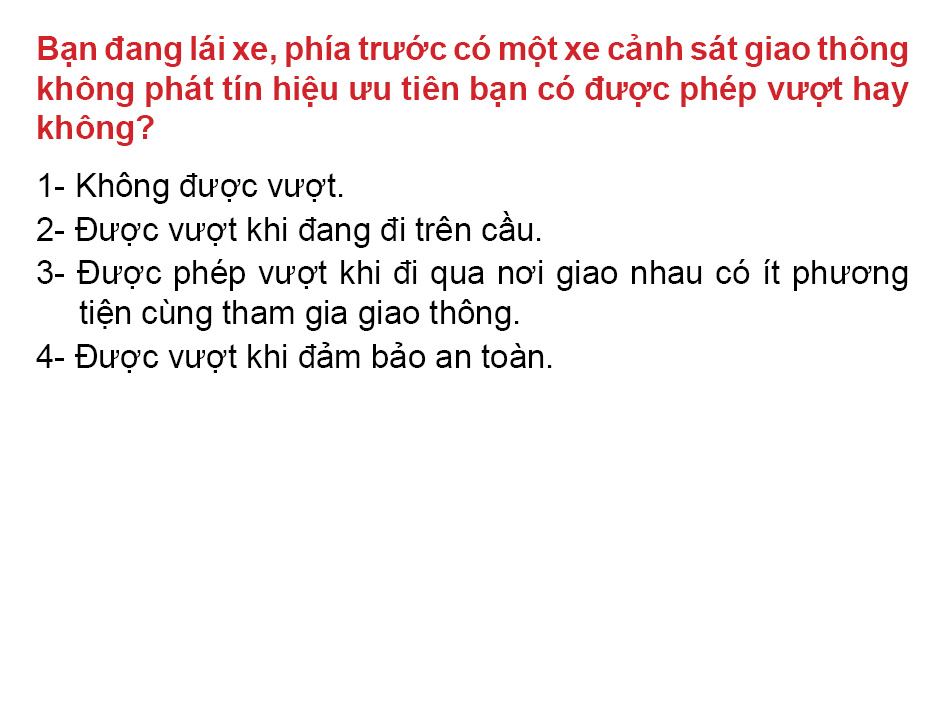 Bạn đang lái xe, phía trước có một xe cảnh sát giao thông
không phát tín hiệu ưu tiên bạn có được phép vượt hay
không?
1- Không được vượt.
2- Được vượt khi đang đi trên cầu.
3- Được phép vượt khi đi qua nơi giao nhau có ít phương
tiện cùng tham gia giao thông.
4- Được vượt khi đảm bảo an toàn.